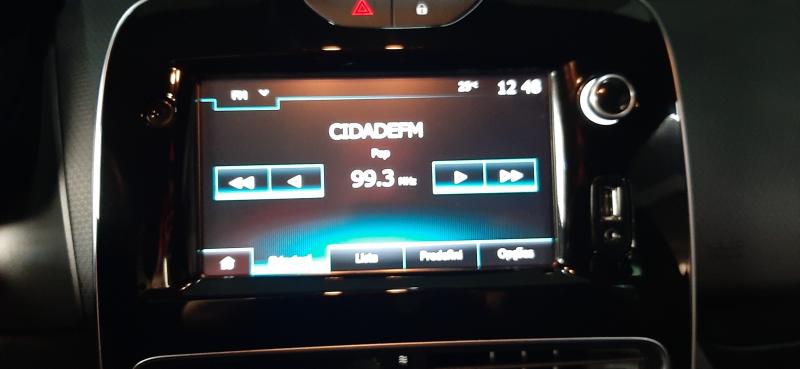 FM 25°C 12 48
CIDADEFM
Pop
99.3 MHz
Lista Predefini Opções